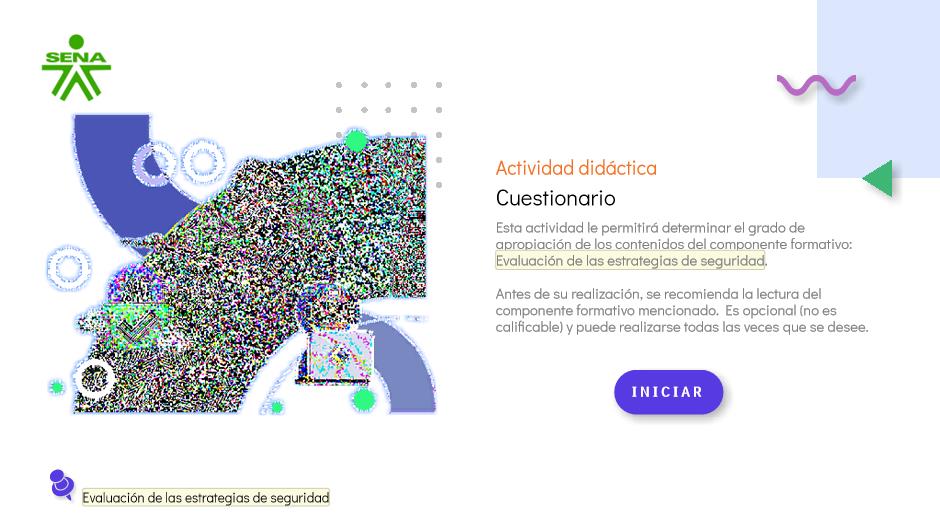 SENA
Actividad didáctica
Cuestionario
Esta actividad le permitirá determinar el grado de
apropiación de los contenidos del componente formativo:
Evaluación de las estrategias de seguridad.
Antes de su realización, se recomienda la lectura del
componente formativo mencionado. Es opcional (no es
calificable) y puede realizarse todas las veces que se desee.
INICIAR
Evaluación de las estrategias de seguridad